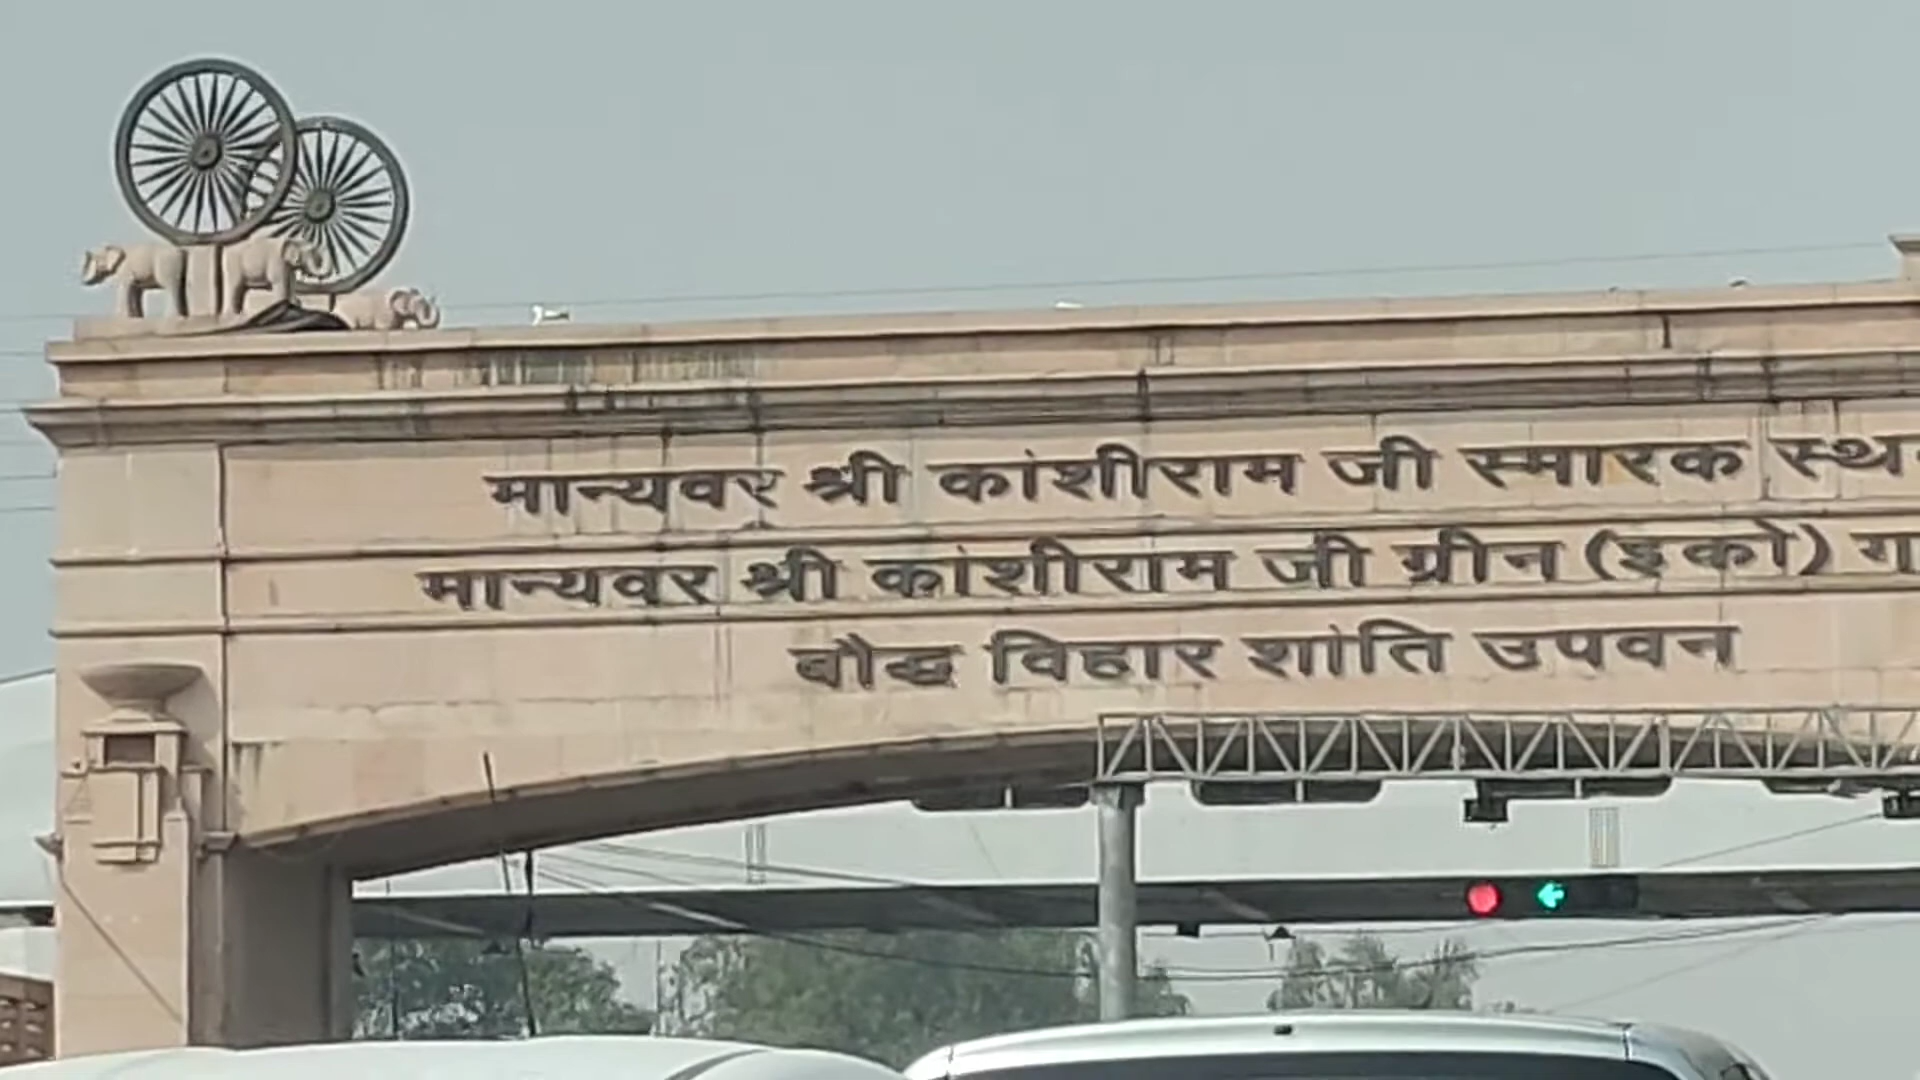 मान्यवर श्री कांशीराम जी स्मारक
मान्यवर श्री कांशीराम जी ग्रीन (इको)
बौद्ध विहार शांति उपवन